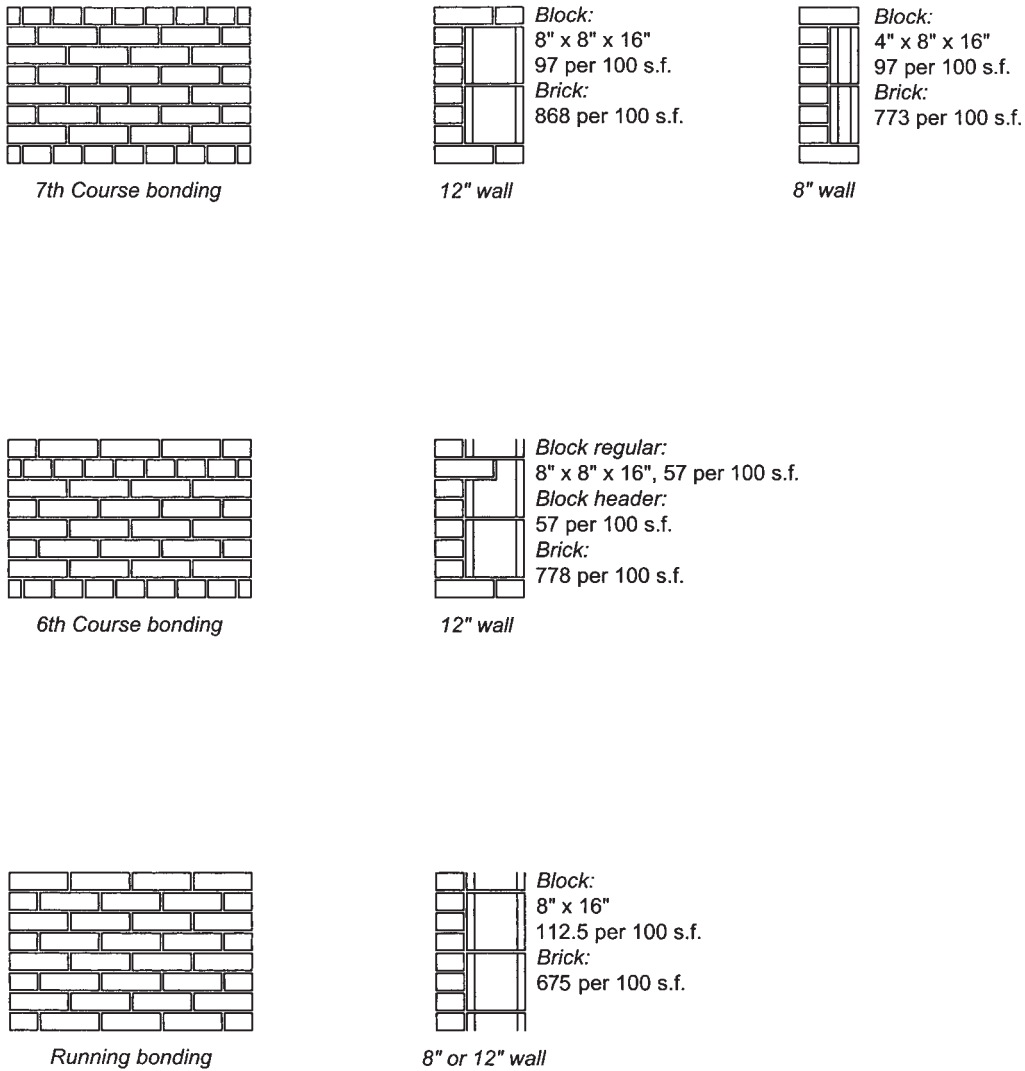 Block:
8" x 8" x 16"
97 per 100 s.f.
Brick:
868 per 100 s.f.
Block:
4" x 8" x 16"
97 per 100 s.f.
Brick:
773 per 100 s.f.
7th Course bonding
12" wall
8" wall
Block regular:
8" x 8" x 16", 57 per 100 s.f.
Block header:
57 per 100 s.f.
Brick:
778 per 100 s.f.
6th Course bonding
12" wall
Block:
8" x 16"
112.5 per 100 s.f.
Brick:
675 per 100 s.f.
Running bonding
8" or 12" wall